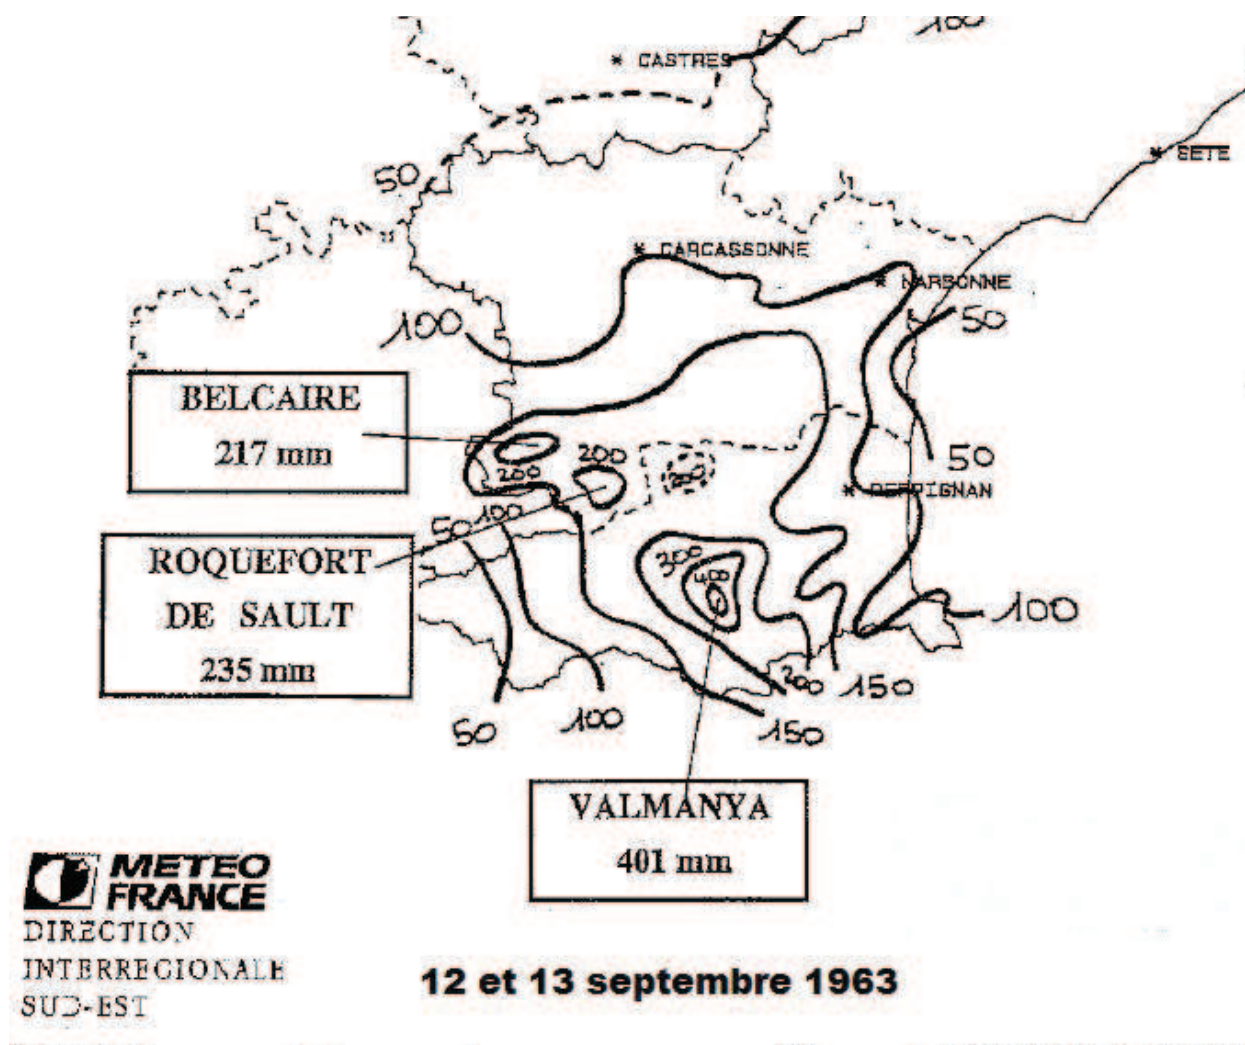 100
* CASTRES
* SETE
50
* CARCASSONNE
* NARBONNE
100
50
BELCAIRE
217 mm
200
200
200
50
* PERPIGNAN
50
100
ROQUEFORT
DE SAULT
235 mm
300
400
100
200
150
50
100
150
VALMANYA
401 mm
METEO
FRANCE
DIRECTION
INTERREGIONALE
SUD-EST
12 et 13 septembre 1963